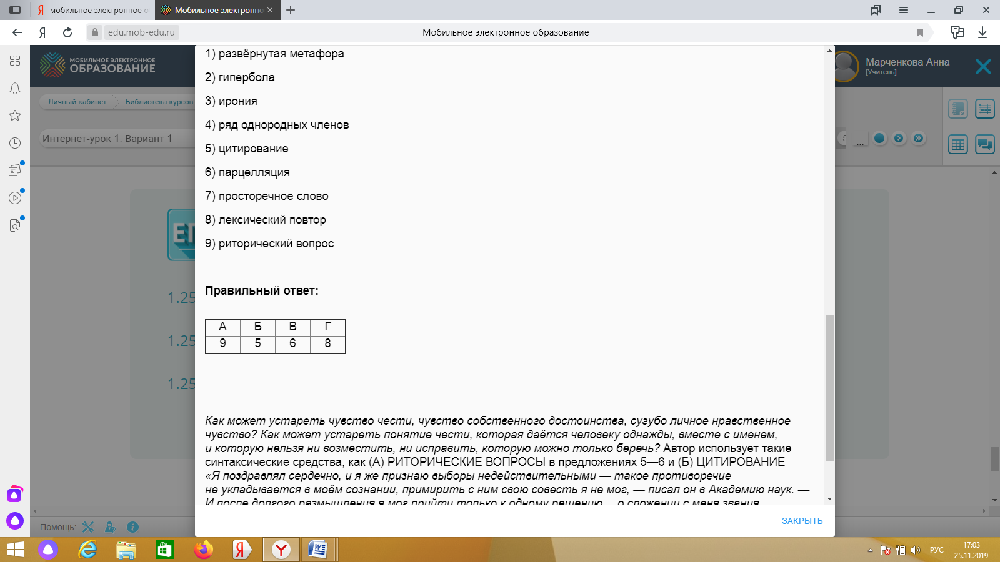 мобильное электронное о
Мобильное электронно
edu.mob-edu.ru
Мобильное электронное образование
МОБИЛЬНОЕ ЭЛЕКТРОННОЕ
ОБРАЗОВАНИЕ
Марченкова Анна
[Учитель]
Личный кабинет
Библиотека курсов
Интернет-урок 1. Вариант 1
5
...
ЕГ
1.25
1.25
1.25
1) развёрнутая метафора
2) гипербола
3) ирония
4) ряд однородных членов
5) цитирование
6) парцелляция
7) просторечное слово
8) лексический повтор
9) риторический вопрос
Правильный ответ:
А Б В Г
9 5 6 8
Как может устареть чувство чести, чувство собственного достоинства, сугубо личное нравственное
чувство? Как может устареть понятие чести, которая даётся человеку однажды, вместе с именем,
и которую нельзя ни возместить, ни исправить, которую можно только беречь? Автор использует такие
синтаксические средства, как (А) РИТОРИЧЕСКИЕ ВОПРОСЫ в предложениях 5—6 и (Б) ЦИТИРОВАНИЕ
«Я поздравлял сердечно, и я же признаю выборы недействительными — такое противоречие
не укладывается в моём сознании, примирить с ним свою совесть я не мог, — писал он в Академию наук. —
И после долгого размышления я мог прийти только к одному решению... о сложении с меня звания
ЗАКРЫТЬ
Помощь:
РУС
17:03
25.11.2019